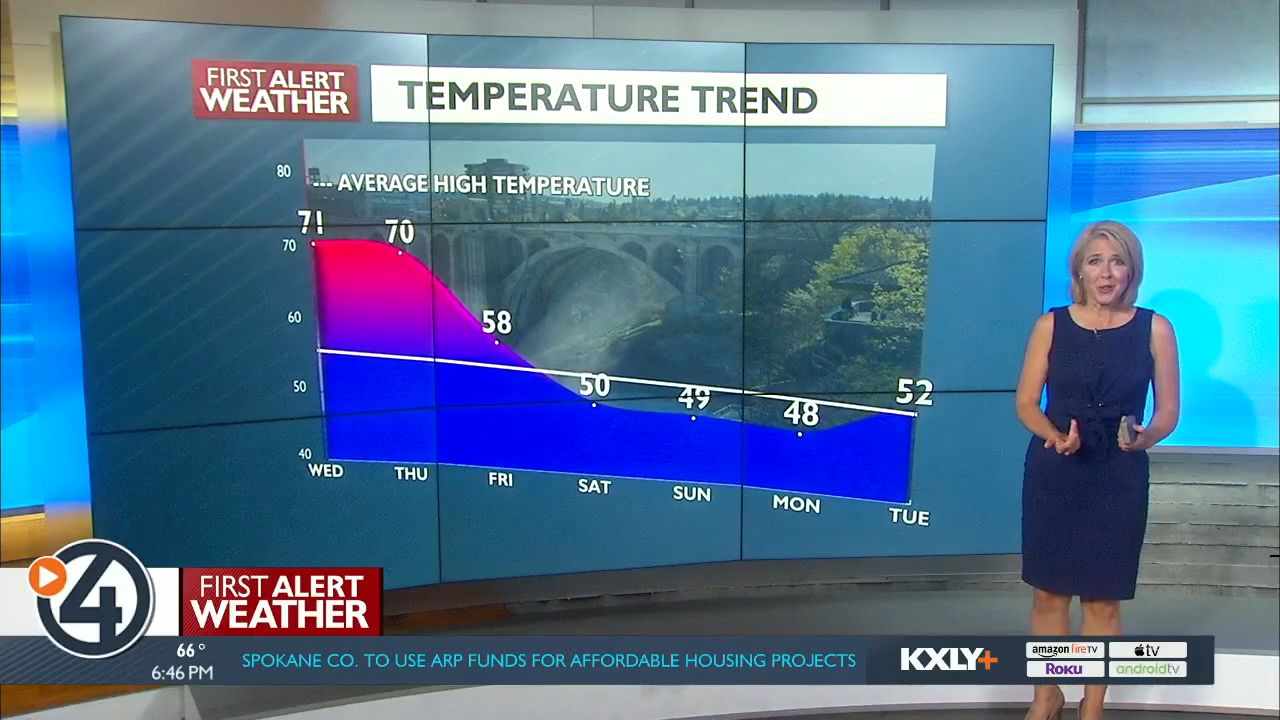 FIRST ALERT
WEATHER
TEMPERATURE TREND
80
--- AVERAGE HIGH TEMPERATURE
71
70
70
58
60
50
50
49
48
52
40
WED
THU
FRI
SAT
SUN
MON
TUE
4
FIRST ALERT
WEATHER
66°
6:46 PM
SPOKANE CO. TO USE ARP FUNDS FOR AFFORDABLE HOUSING PROJECTS
KXLY+
amazon fireTV
tv
ROKU
androidtv